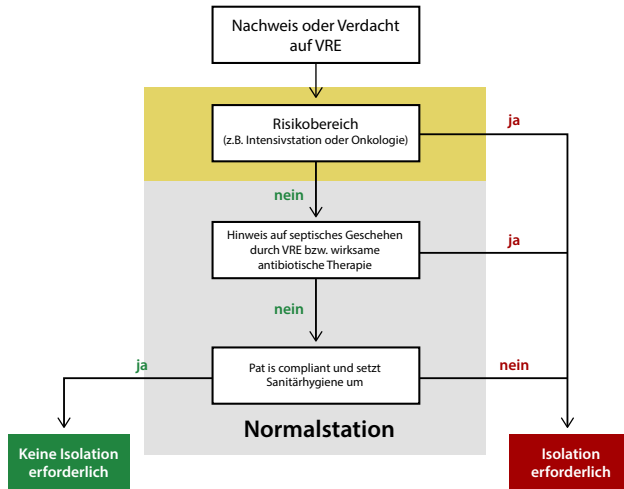 Nachweis oder Verdacht
auf VRE
Risikobereich
(z.B. Intensivstation oder Onkologie)
ja
nein
Hinweis auf septisches Geschehen
durch VRE bzw. wirksame
antibiotische Therapie
ja
nein
Pat is compliant und setzt
Sanitärhygiene um
ja
nein
Normalstation
Keine Isolation
erforderlich
Isolation
erforderlich